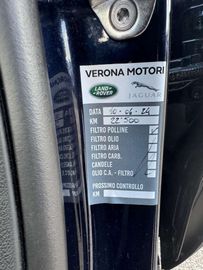 VERONA MOTORI
LAND-
ROVER
JAGUAR
DATA 10-06-24
KM 22'500
FILTRO POLLINE
FILTRO OLIO
FILTRO ARIA
FILTRO CARB.
CANDELE
OLIO C.A. - FILTRO
PROSSIMO CONTROLLO
KM